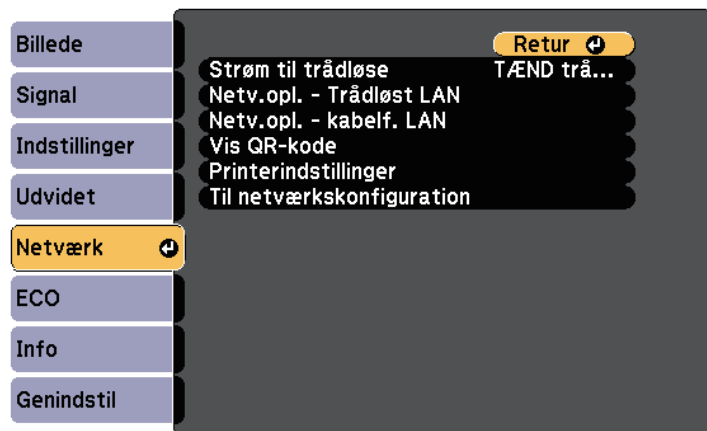 Billede
Signal
Indstillinger
Udvidet
Netværk
ECO
Info
Genindstil
Retur
Strøm til trådløse TÆND trå...
Netv.opl. - Trådløst LAN
Netv.opl. - kabelf. LAN
Vis QR-kode
Printerindstillinger
Til netværkskonfiguration